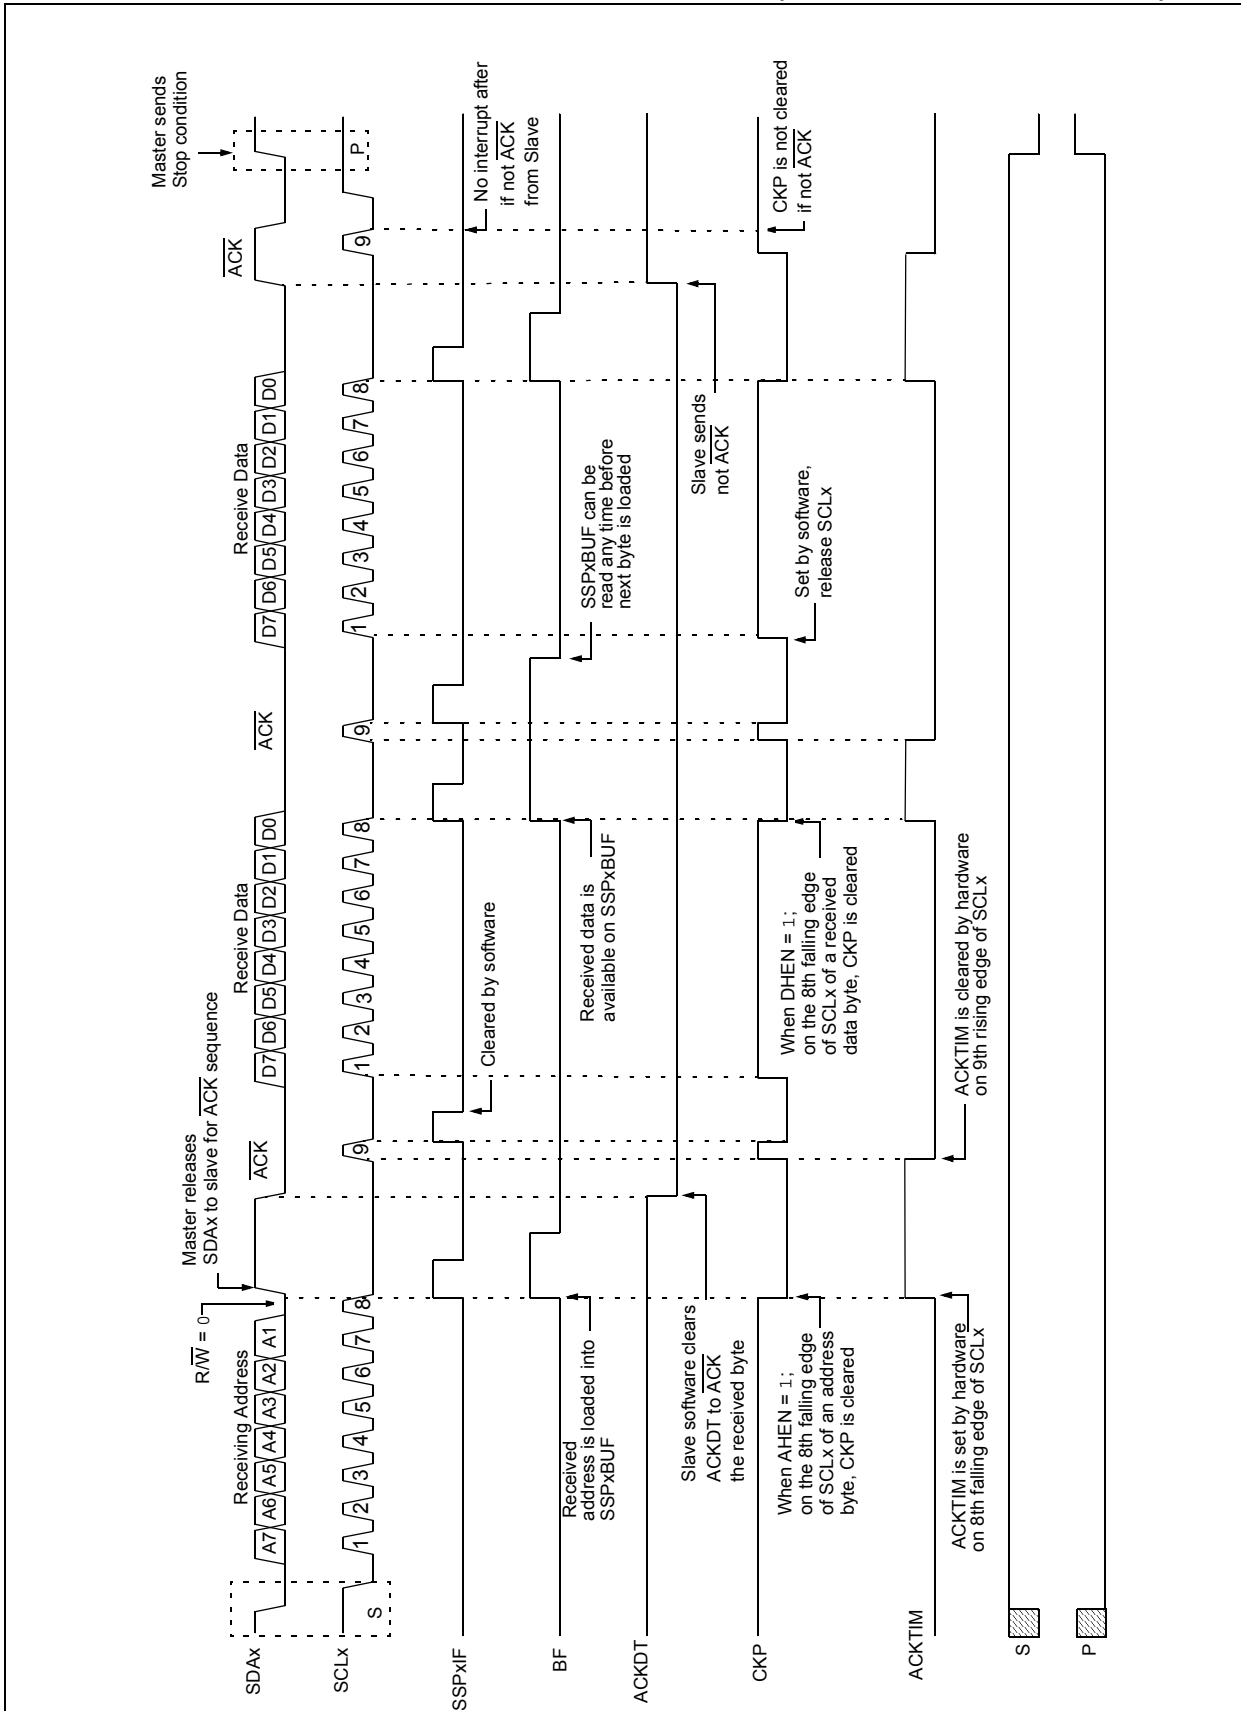 Master sends
Stop condition
Master releases
SDAx to slave for ACK sequence
R/W = 0
Receiving Address
Receive Data
Receive Data
ACK
ACK
ACK
SDAx
A7 A6 A5 A4 A3 A2 A1
D7 D6 D5 D4 D3 D2 D1 D0
D7 D6 D5 D4 D3 D2 D1 D0
SCLx
S
1 2 3 4 5 6 7 8 9
1 2 3 4 5 6 7 8 9
1 2 3 4 5 6 7 8 9
P
SSPxIF
Cleared by software
No interrupt after
if not ACK
from Slave
BF
Received
address is loaded into
SSPxBUF
Received data is
available on SSPxBUF
SSPxBUF can be
read any time before
next byte is loaded
ACKDT
Slave software clears
ACKDT to ACK
the received byte
Slave sends
not ACK
CKP
When AHEN = 1;
on the 8th falling edge
of SCLx of an address
byte, CKP is cleared
When DHEN = 1;
on the 8th falling edge
of SCLx of a received
data byte, CKP is cleared
Set by software,
release SCLx
CKP is not cleared
if not ACK
ACKTIM
ACKTIM is set by hardware
on 8th falling edge of SCLx
ACKTIM is cleared by hardware
on 9th rising edge of SCLx
S
P